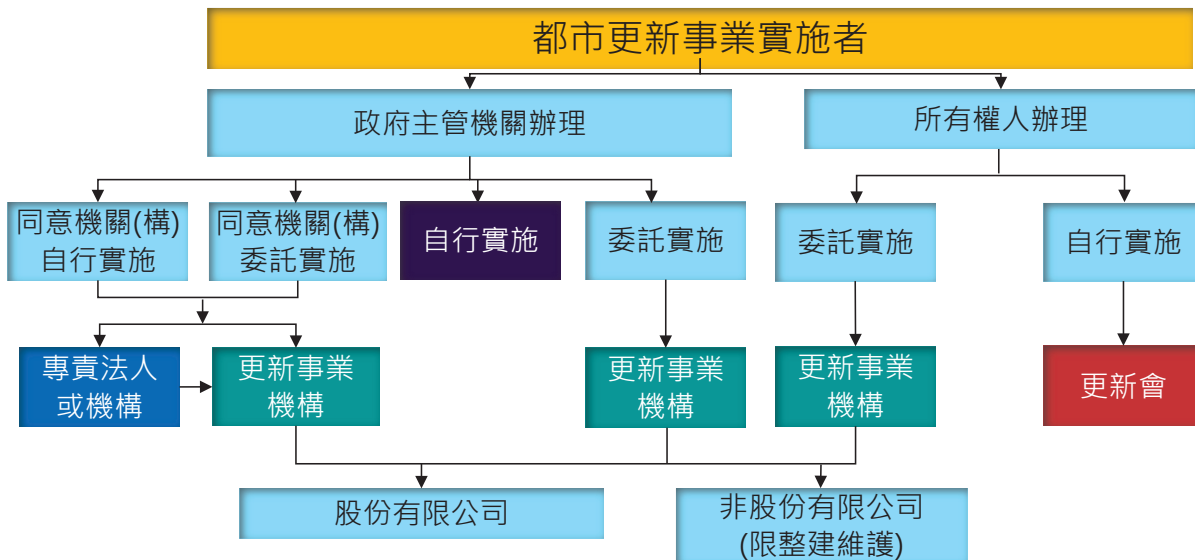 都市更新事業實施者
政府主管機關辦理
所有權人辦理
同意機關(構)
自行實施
同意機關(構)
委託實施
自行實施
委託實施
委託實施
自行實施
專責法人
或機構
更新事業
機構
更新事業
機構
更新事業
機構
更新會
股份有限公司
非股份有限公司
(限整建維護)